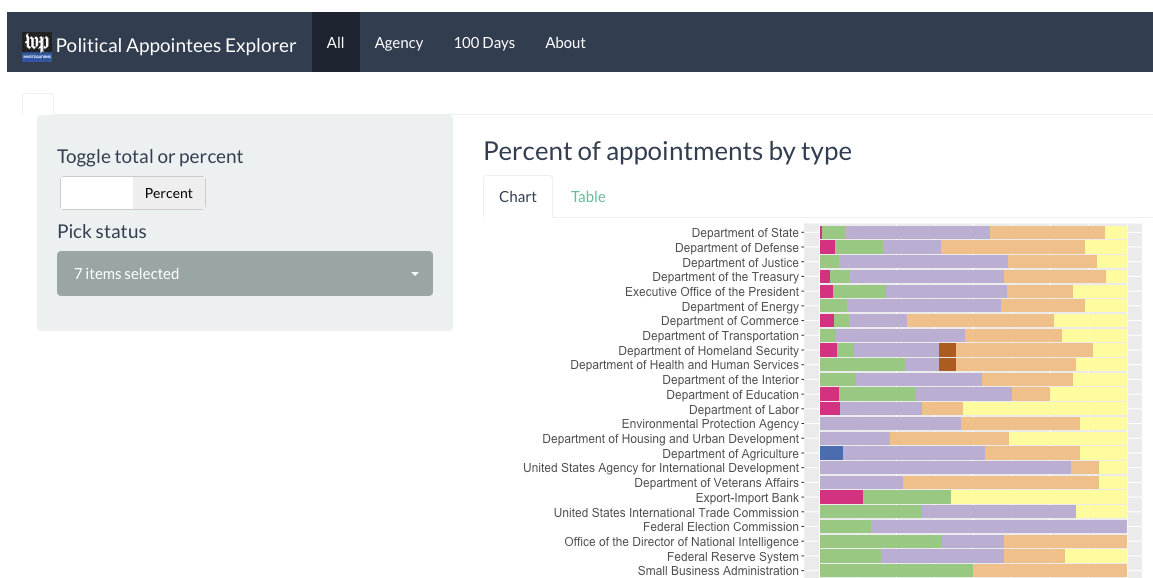 wp
INVESTIGATIONS
Political Appointees Explorer
All
Agency
100 Days
About
Toggle total or percent
Percent
Pick status
7 items selected
Percent of appointments by type
Chart
Table
Department of State
Department of Defense
Department of Justice
Department of the Treasury
Executive Office of the President
Department of Energy
Department of Commerce
Department of Transportation
Department of Homeland Security
Department of Health and Human Services
Department of the Interior
Department of Education
Department of Labor
Environmental Protection Agency
Department of Housing and Urban Development
Department of Agriculture
United States Agency for International Development
Department of Veterans Affairs
Export-Import Bank
United States International Trade Commission
Federal Election Commission
Office of the Director of National Intelligence
Federal Reserve System
Small Business Administration